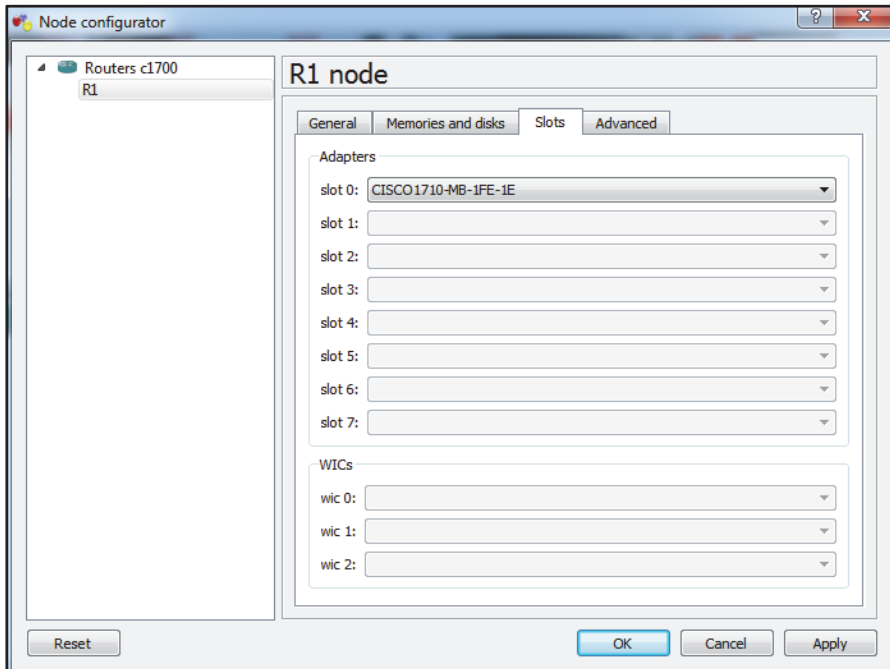 Node configurator
Routers c1700
R1
R1 node
General Memories and disks Slots Advanced
Adapters
slot 0: CISCO1710-MB-1FE-1E
slot 1:
slot 2:
slot 3:
slot 4:
slot 5:
slot 6:
slot 7:
WICs
wic 0:
wic 1:
wic 2:
Reset OK Cancel Apply